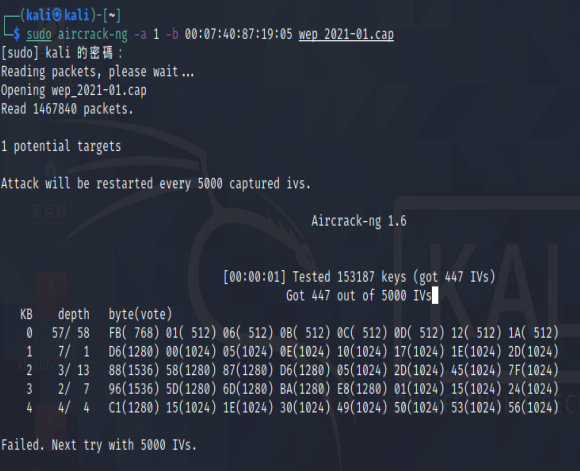 (kali㉿kali)-[~]
$ sudo aircrack-ng -a 1 -b 00:07:40:87:19:05 wep_2021-01.cap
[sudo] kali 的密碼：
Reading packets, please wait...
Opening wep_2021-01.cap
Read 1467840 packets.
1 potential targets
Attack will be restarted every 5000 captured ivs.
Aircrack-ng 1.6
[00:00:01] Tested 153187 keys (got 447 IVs)
Got 447 out of 5000 IVs
KB depth byte(vote)
0 57/ 58 FB( 768) 01( 512) 06( 512) 0B( 512) 0C( 512) 0D( 512) 12( 512) 1A( 512)
1 7/ 1 D6(1280) 00(1024) 05(1024) 0E(1024) 10(1024) 17(1024) 1E(1024) 2D(1024)
2 3/ 13 88(1536) 58(1280) 87(1280) D6(1280) 05(1024) 2D(1024) 45(1024) 7F(1024)
3 2/ 7 96(1536) 5D(1280) 6D(1280) BA(1280) E8(1280) 01(1024) 15(1024) 24(1024)
4 4/ 4 C1(1280) 15(1024) 1E(1024) 30(1024) 49(1024) 50(1024) 53(1024) 56(1024)
Failed. Next try with 5000 IVs.